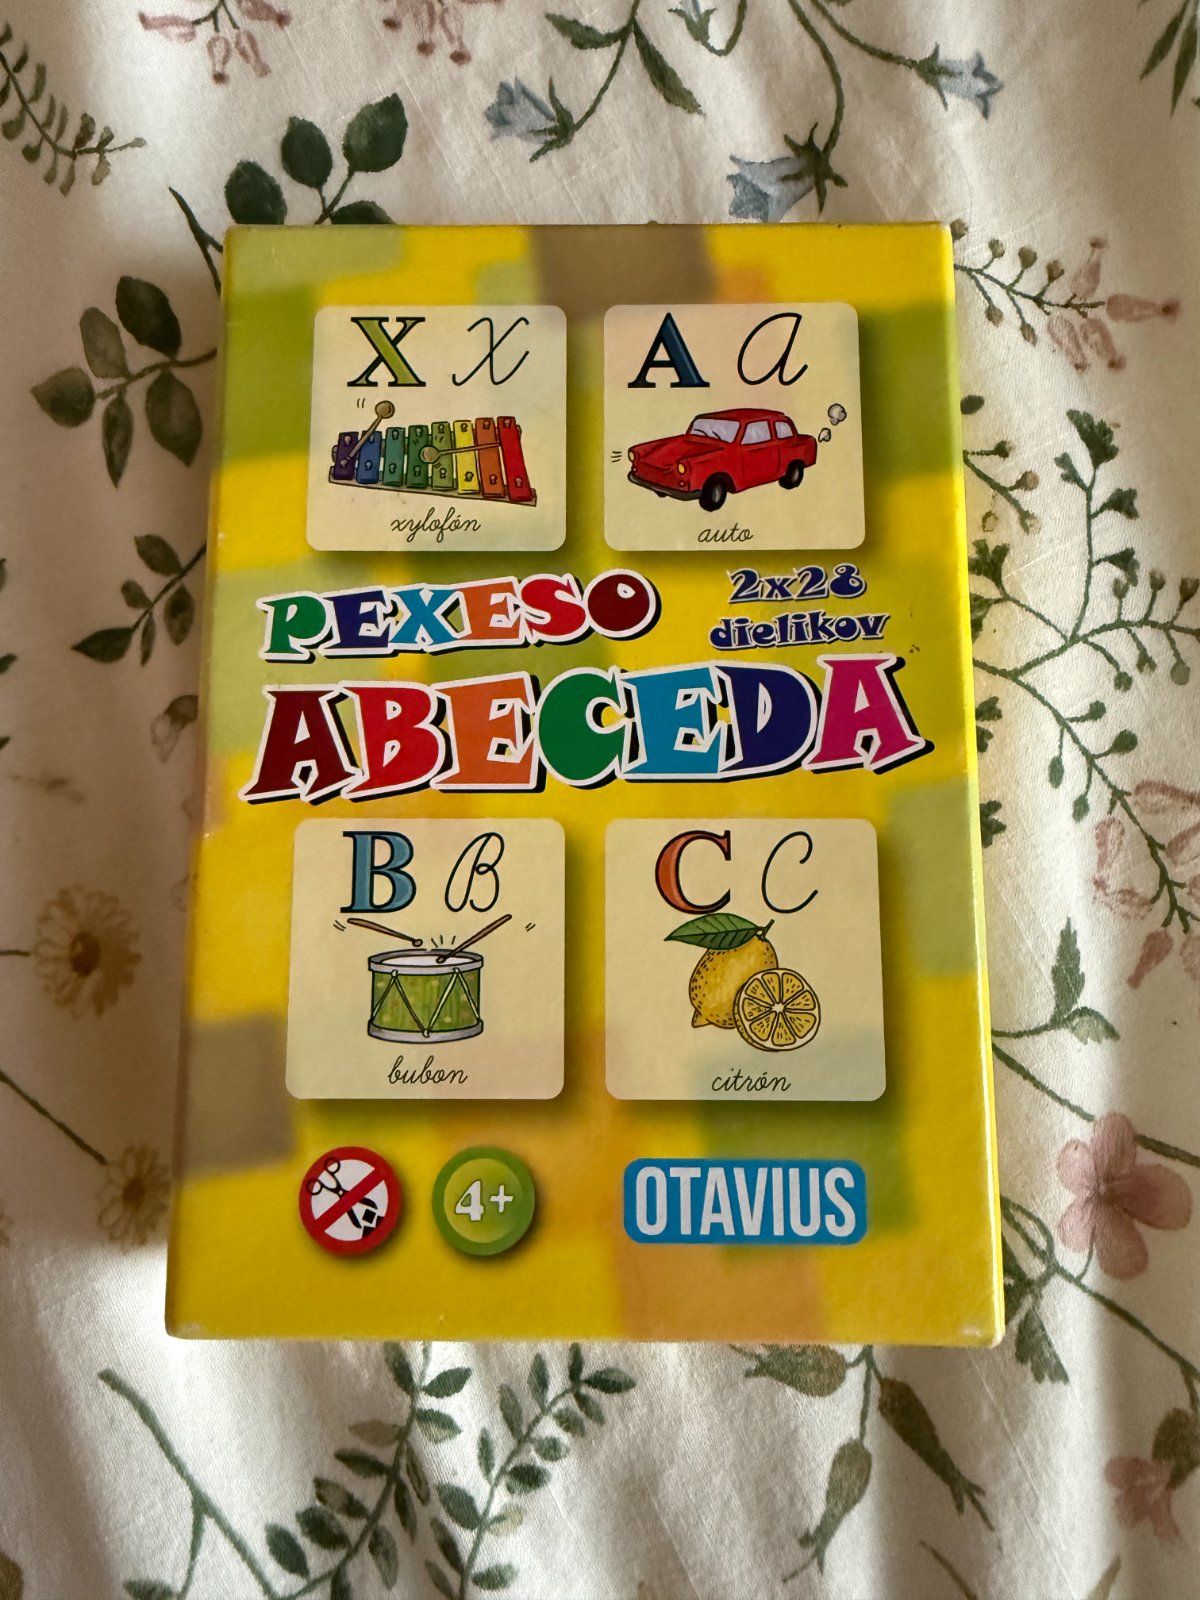 X X
A A
xylofón
auto
PEXESO
2x28
dielikov
ABECEDA
B B
C C
bubon
citrón
4+
OTAVIUS